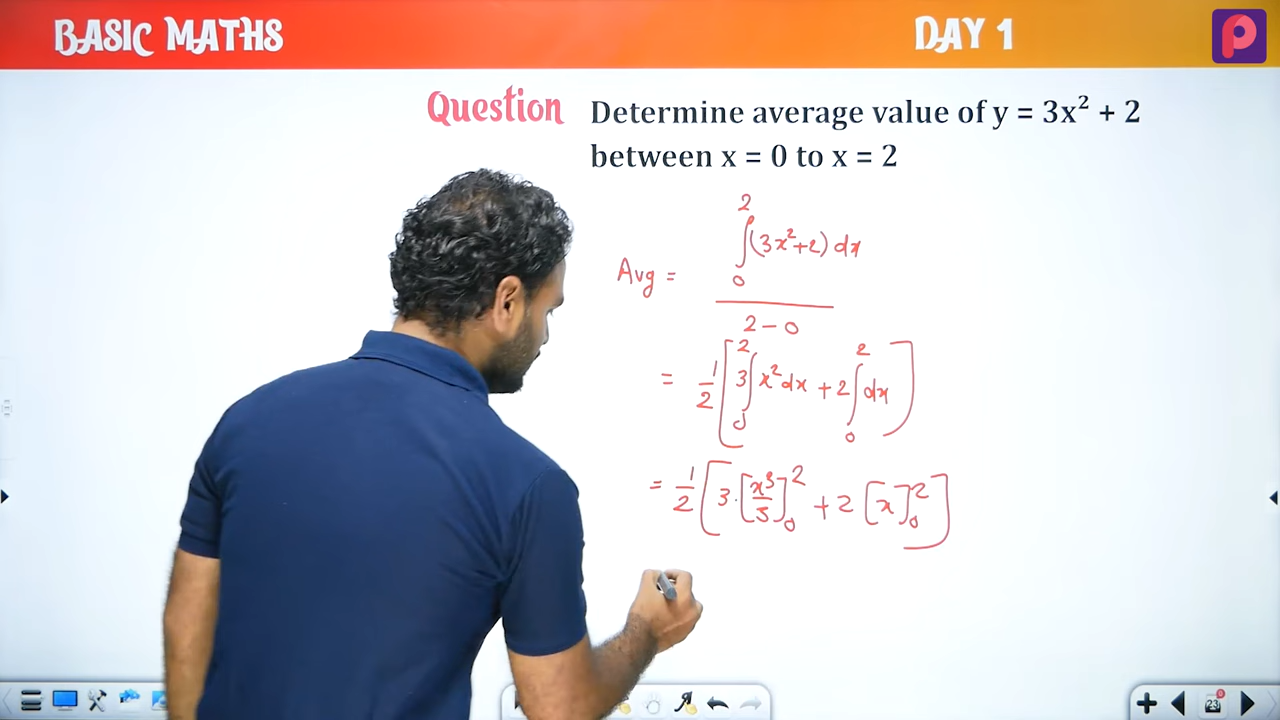 BASIC MATHS
DAY 1
Question Determine average value of y = 3x² + 2
between x = 0 to x = 2
Avg = ∫₀² (3x²+2) dx / 2 - 0
= 1/2 [3 ∫₀² x² dx + 2 ∫₀² dx]
= 1/2 [3·[x³/3]₀² + 2 [x]₀²]
23